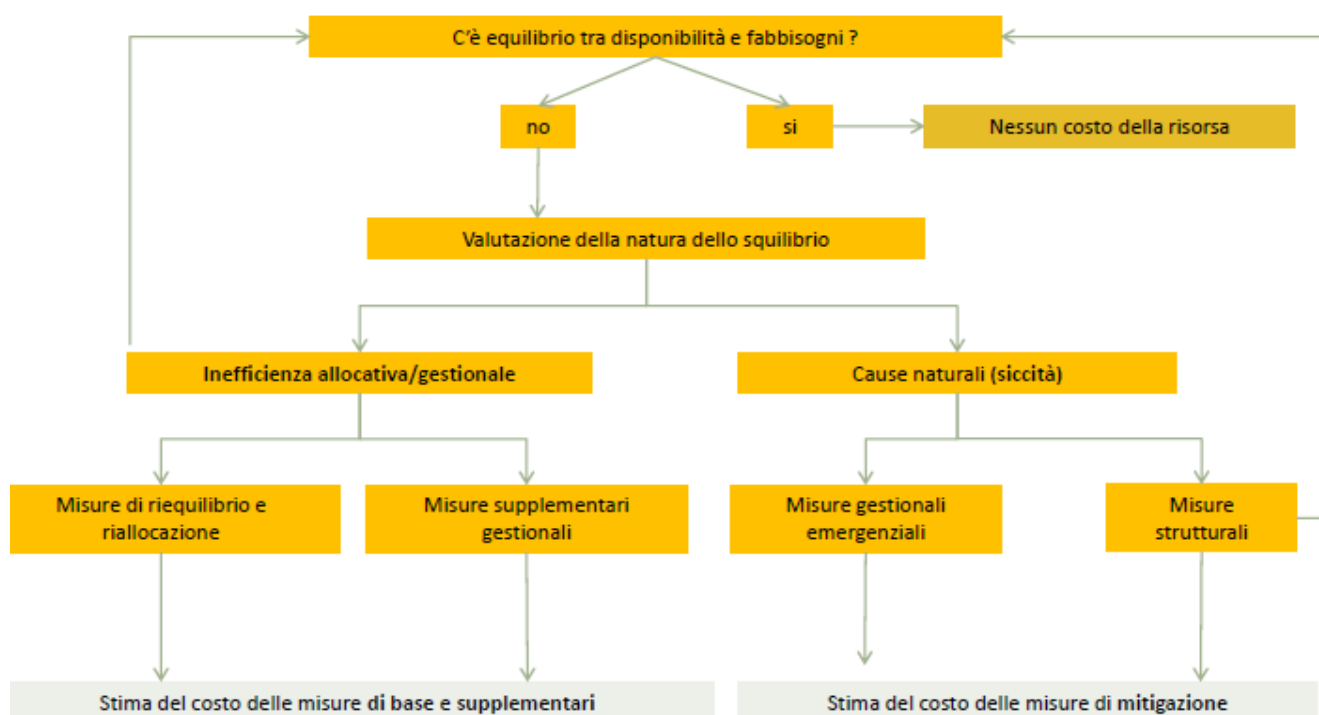 C'è equilibrio tra disponibilità e fabbisogni ?
no
si
Nessun costo della risorsa
Valutazione della natura dello squilibrio
Inefficienza allocativa/gestionale
Cause naturali (siccità)
Misure di riequilibrio e
riallocazione
Misure supplementari
gestionali
Misure gestionali
emergenziali
Misure
strutturali
Stima del costo delle misure di base e supplementari
Stima del costo delle misure di mitigazione